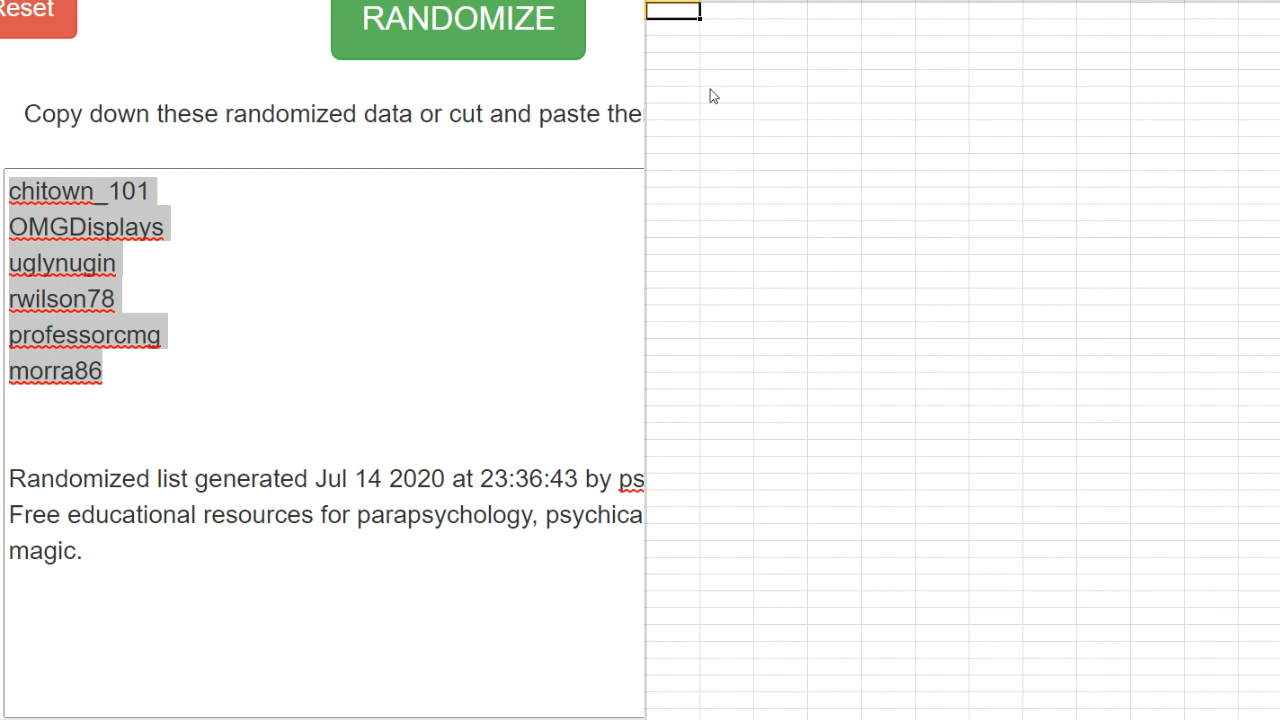 Reset
RANDOMIZE
Copy down these randomized data or cut and paste the
chitown_101
OMGDisplays
uglynugin
rwilson78
professorcmg
morra86
Randomized list generated Jul 14 2020 at 23:36:43 by ps
Free educational resources for parapsychology, psychica
magic.